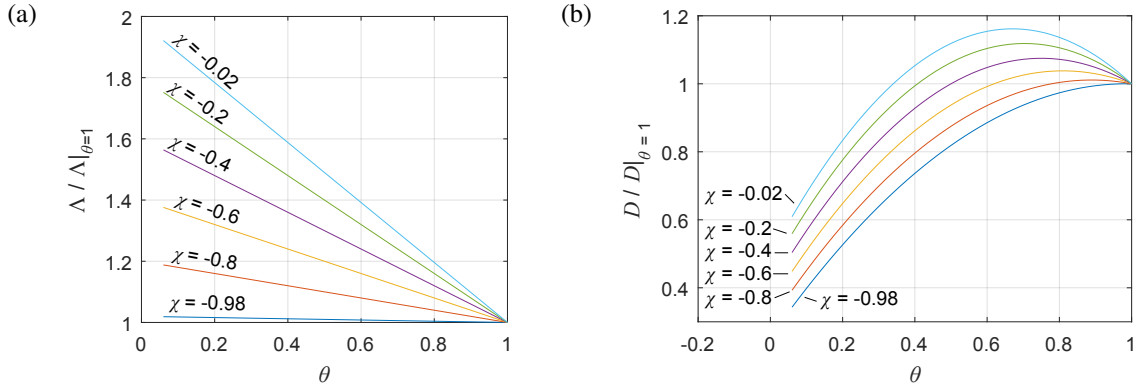 (a)
2
1.8
1.6
1.4
1.2
1
Λ / Λ|θ=1
χ = -0.02
χ = -0.2
χ = -0.4
χ = -0.6
χ = -0.8
χ = -0.98
0 0.2 0.4 0.6 0.8 1
θ
(b)
1.2
1
0.8
0.6
0.4
D / D|θ = 1
χ = -0.02
χ = -0.2
χ = -0.4
χ = -0.6
χ = -0.8
χ = -0.98
-0.2 0 0.2 0.4 0.6 0.8 1
θ